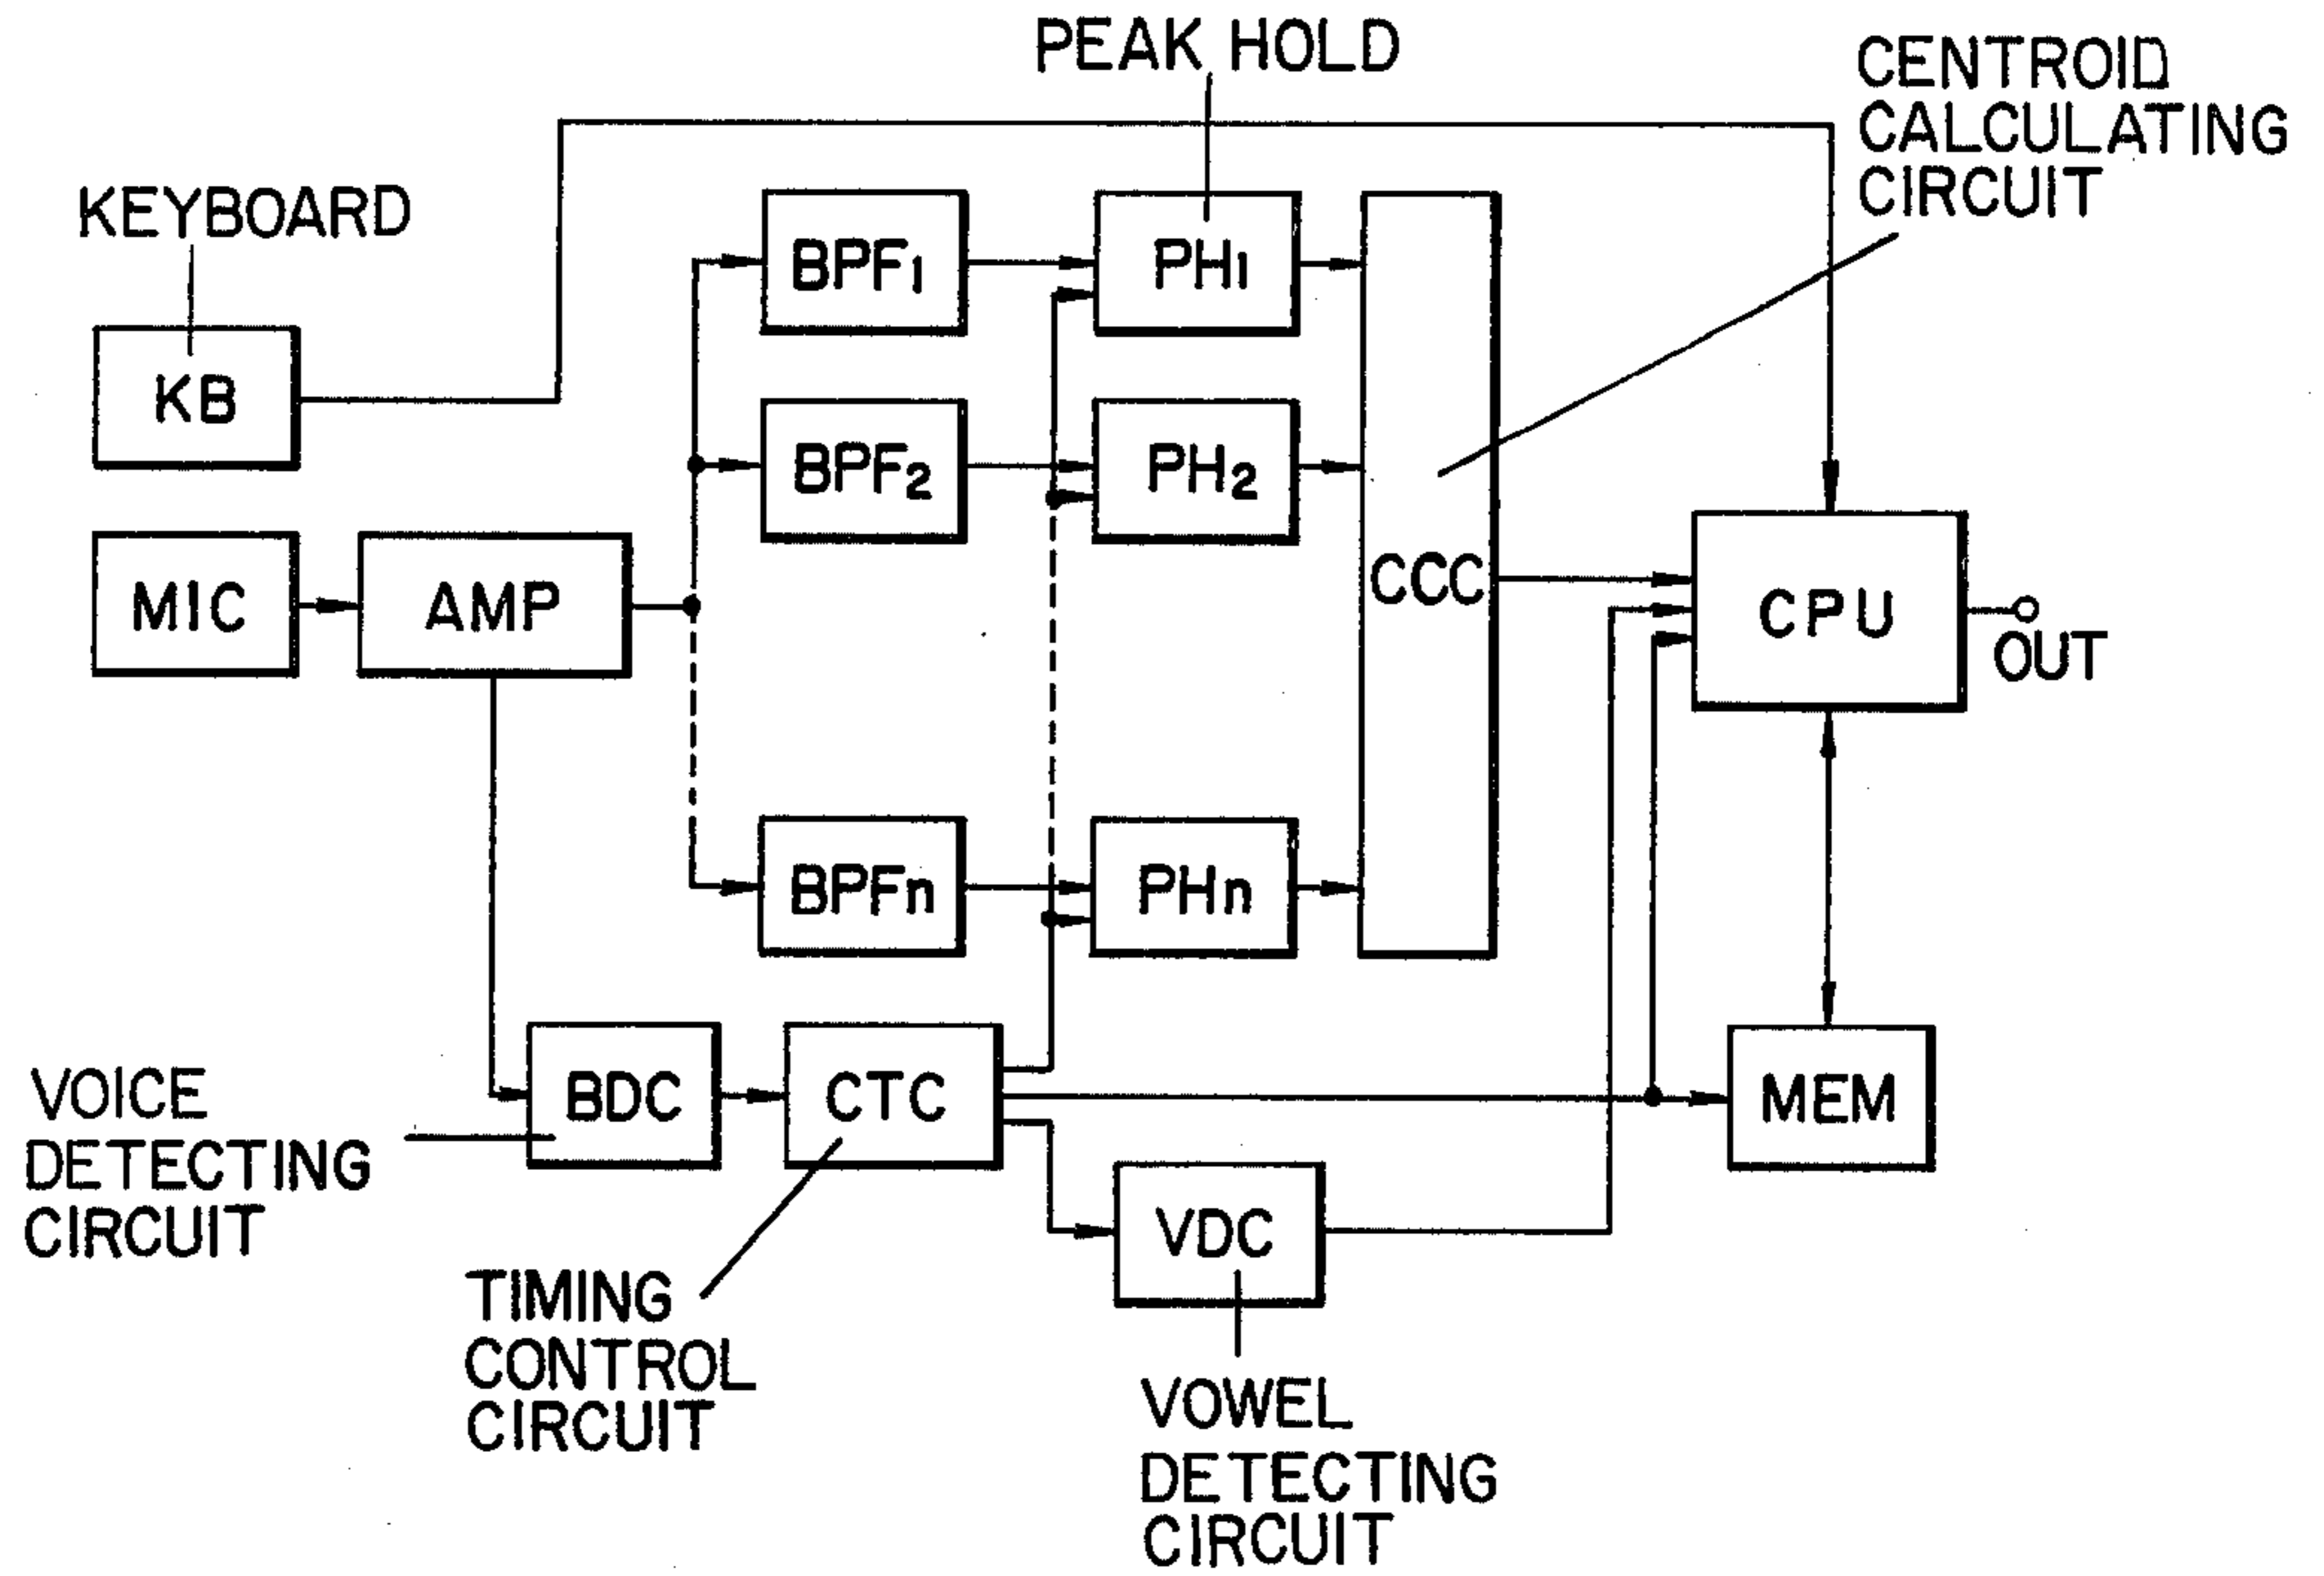 PEAK HOLD
CENTROID
CALCULATING
CIRCUIT
KEYBOARD
BPF1
PH1
KB
BPF2
PH2
MIC
AMP
CCC
CPU
OUT
BPFn
PHn
VOICE
DETECTING
CIRCUIT
BDC
CTC
MEM
VDC
TIMING
CONTROL
CIRCUIT
VOWEL
DETECTING
CIRCUIT